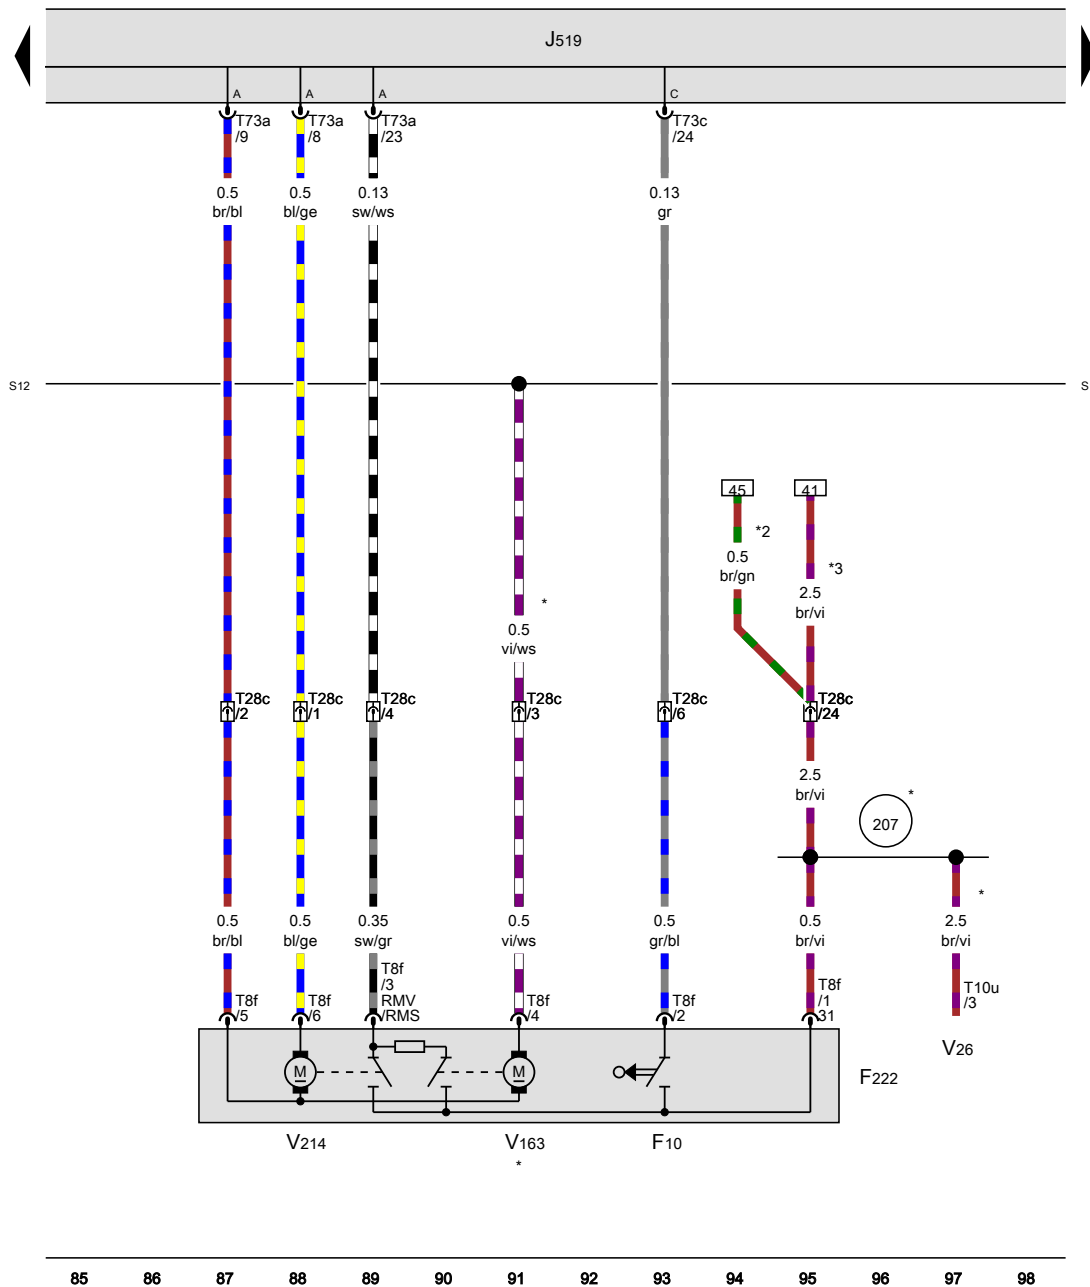 J519
A A A C
T73a T73a T73a T73c
/9 /8 /23 /24
0.5 0.5 0.13 0.13
br/bl bl/ge sw/ws gr
S12 S
45 41
*2
0.5
br/gn
*3
2.5
br/vi
*
0.5
vi/ws
T28c T28c T28c T28c T28c T28c
/2 /1 /4 /3 /6 /24
2.5
br/vi
*
207
*
0.5 0.5 0.35 0.5 0.5 0.5 2.5
br/bl bl/ge sw/gr vi/ws gr/bl br/vi br/vi
T8f
/3
RMV
/RMS
T8f
/1
31
T10u
/3
T8f T8f T8f T8f
/5 /6 /4 /2
V26
M M
F222
V214 V163 F10
*
85 86 87 88 89 90 91 92 93 94 95 96 97 98